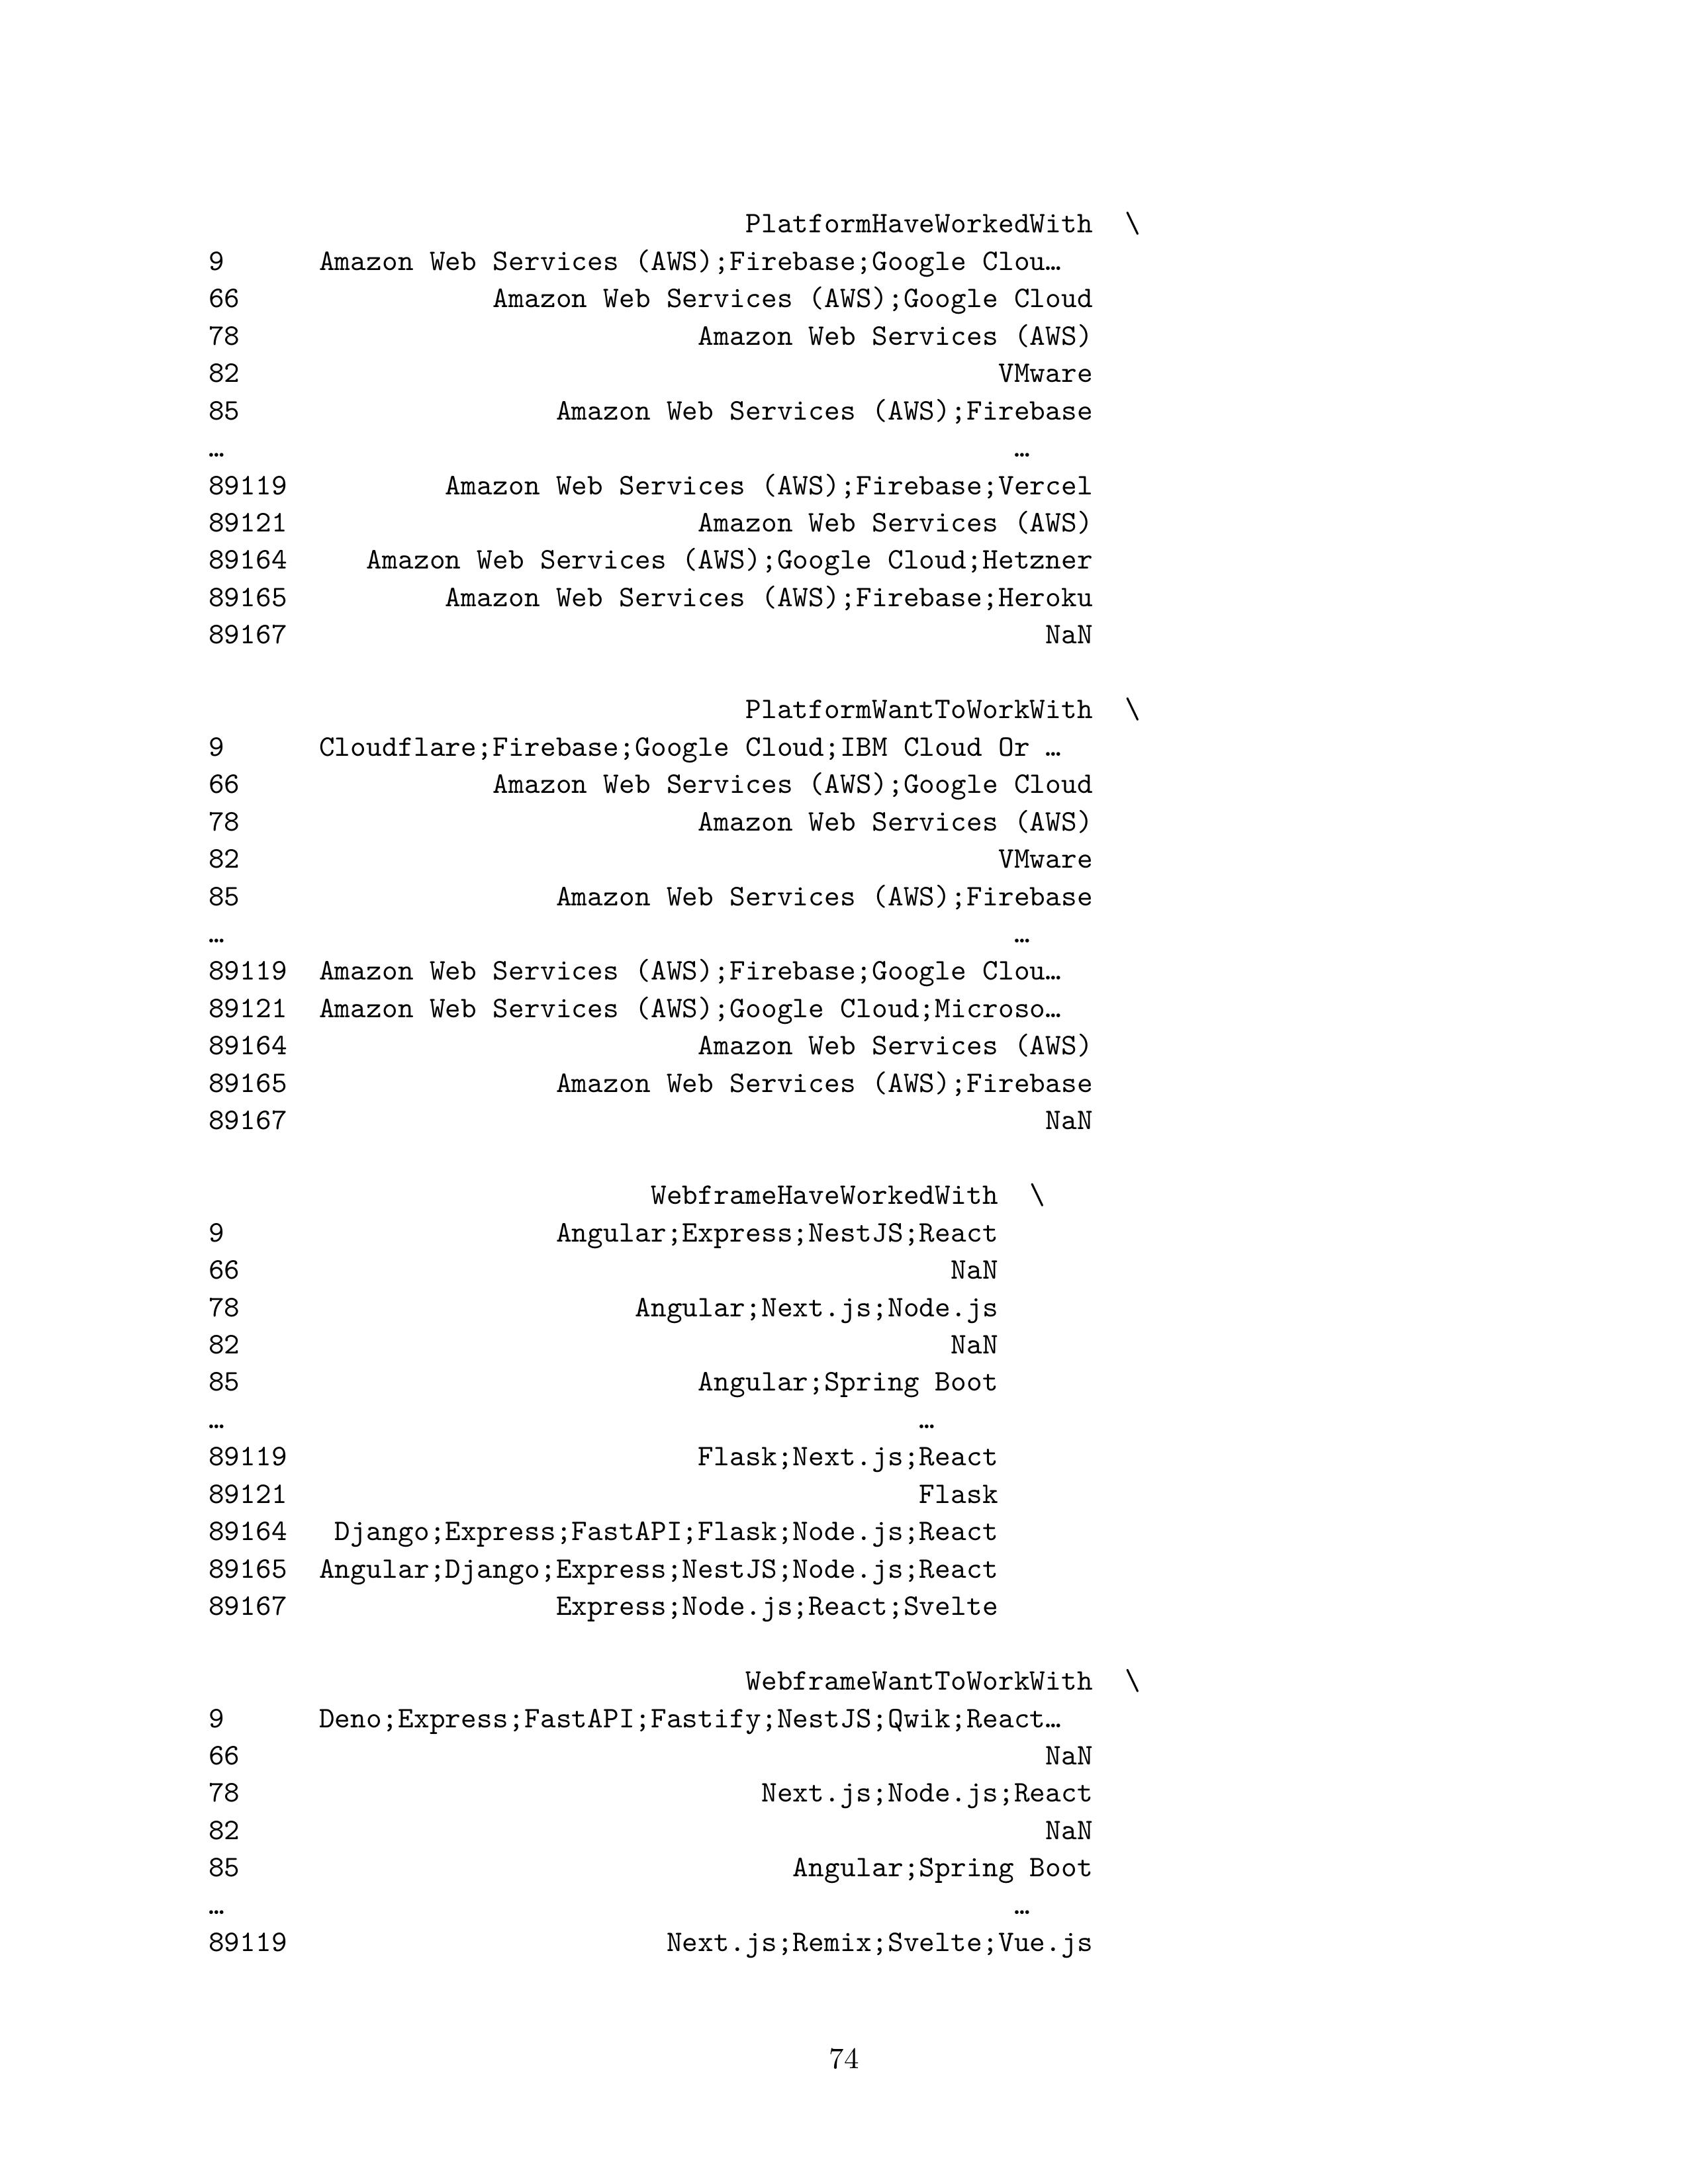 PlatformHaveWorkedWith \
9 Amazon Web Services (AWS);Firebase;Google Clou…
66 Amazon Web Services (AWS);Google Cloud
78 Amazon Web Services (AWS)
82 VMware
85 Amazon Web Services (AWS);Firebase
… …
89119 Amazon Web Services (AWS);Firebase;Vercel
89121 Amazon Web Services (AWS)
89164 Amazon Web Services (AWS);Google Cloud;Hetzner
89165 Amazon Web Services (AWS);Firebase;Heroku
89167 NaN
PlatformWantToWorkWith \
9 Cloudflare;Firebase;Google Cloud;IBM Cloud Or …
66 Amazon Web Services (AWS);Google Cloud
78 Amazon Web Services (AWS)
82 VMware
85 Amazon Web Services (AWS);Firebase
… …
89119 Amazon Web Services (AWS);Firebase;Google Clou…
89121 Amazon Web Services (AWS);Google Cloud;Microso…
89164 Amazon Web Services (AWS)
89165 Amazon Web Services (AWS);Firebase
89167 NaN
WebframeHaveWorkedWith \
9 Angular;Express;NestJS;React
66 NaN
78 Angular;Next.js;Node.js
82 NaN
85 Angular;Spring Boot
… …
89119 Flask;Next.js;React
89121 Flask
89164 Django;Express;FastAPI;Flask;Node.js;React
89165 Angular;Django;Express;NestJS;Node.js;React
89167 Express;Node.js;React;Svelte
WebframeWantToWorkWith \
9 Deno;Express;FastAPI;Fastify;NestJS;Qwik;React…
66 NaN
78 Next.js;Node.js;React
82 NaN
85 Angular;Spring Boot
… …
89119 Next.js;Remix;Svelte;Vue.js
74